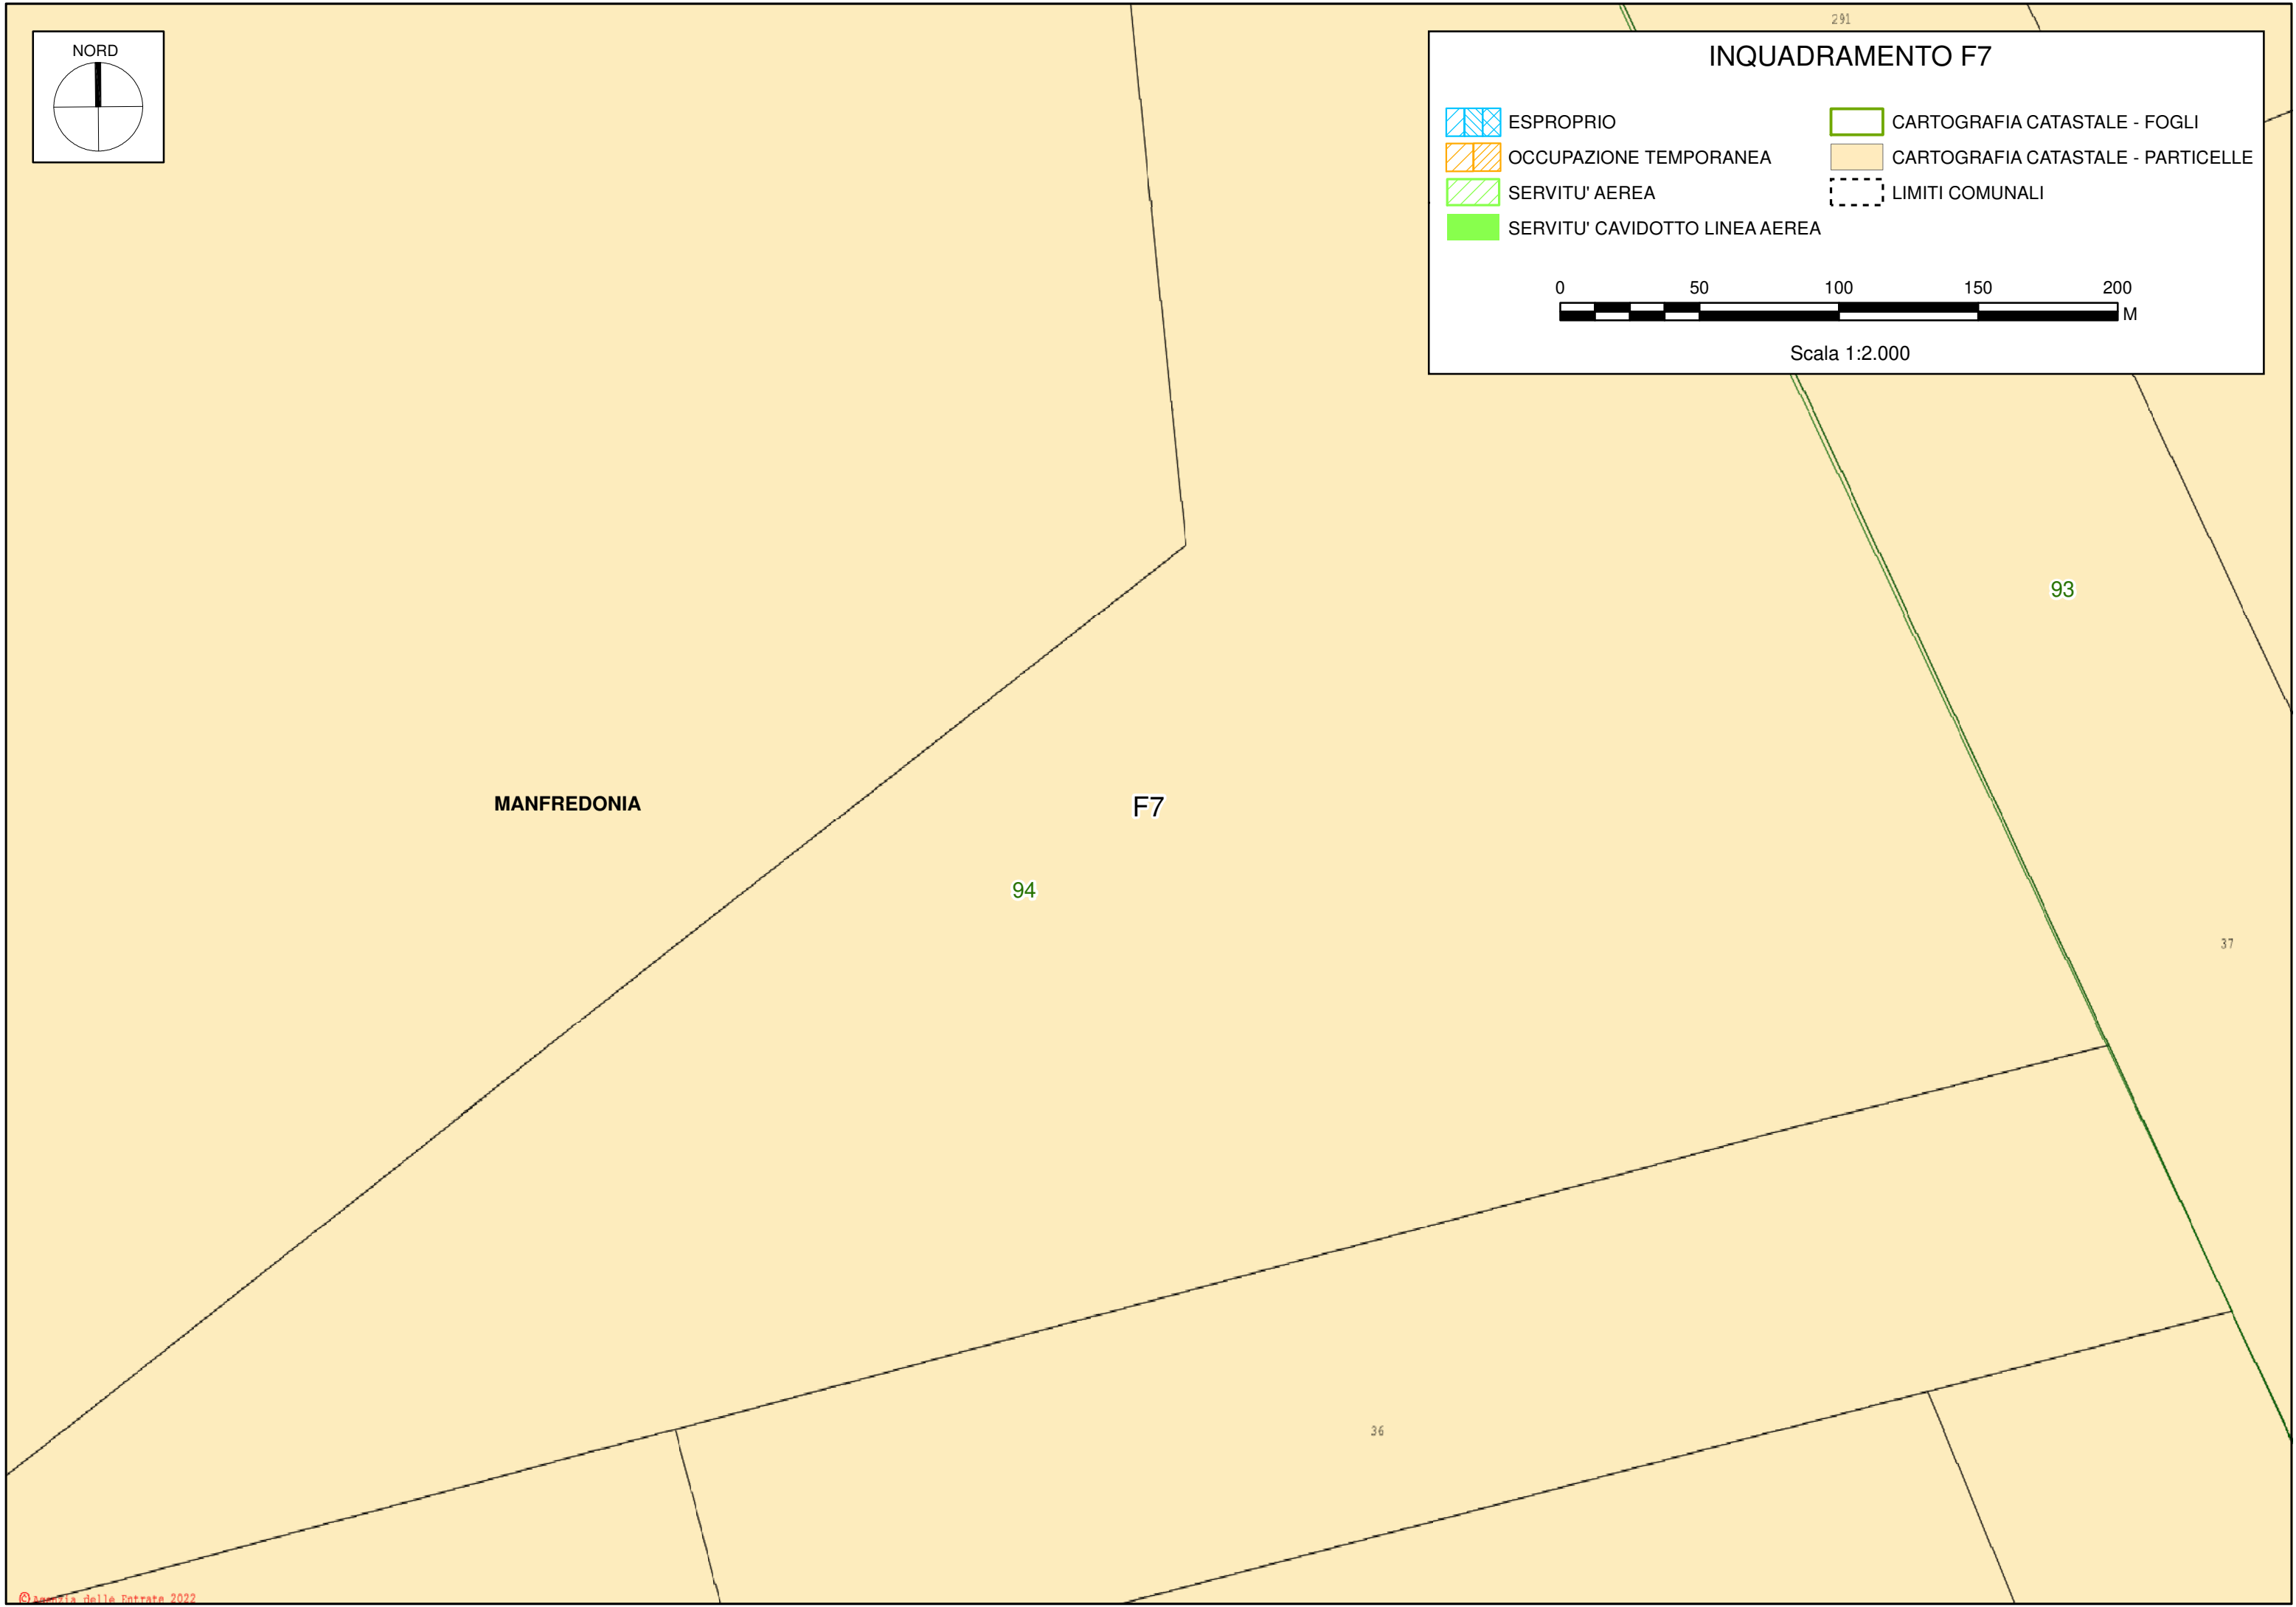 291
NORD
INQUADRAMENTO F7
ESPROPRIO
OCCUPAZIONE TEMPORANEA
SERVITU' AEREA
SERVITU' CAVIDOTTO LINEA AEREA
CARTOGRAFIA CATASTALE - FOGLI
CARTOGRAFIA CATASTALE - PARTICELLE
LIMITI COMUNALI
0 50 100 150 200
M
Scala 1:2.000
93
MANFREDONIA
F7
94
37
36
© Agenzia delle Entrate 2022